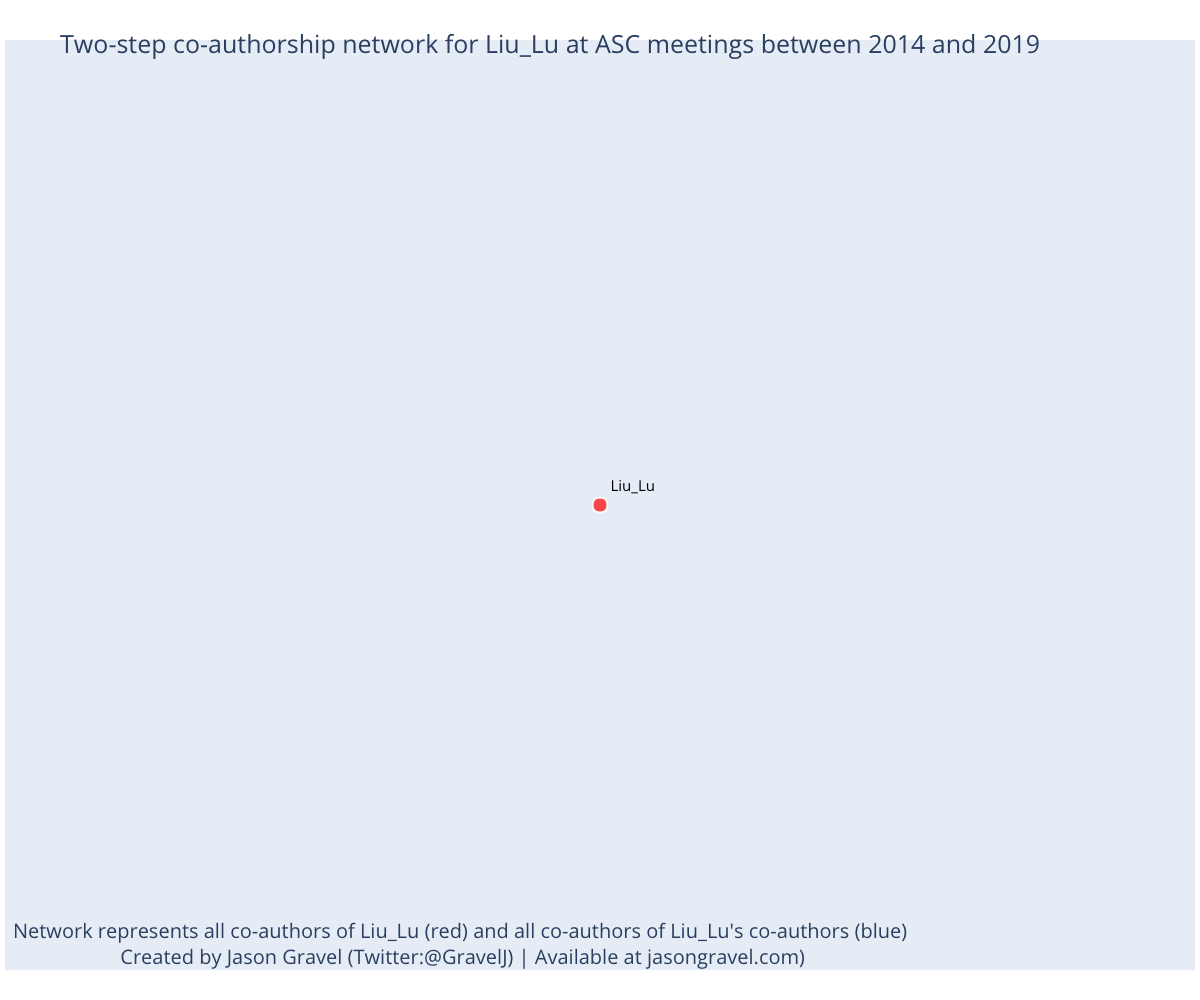 Two-step co-authorship network for Liu_Lu at ASC meetings between 2014 and 2019
Liu_Lu
Network represents all co-authors of Liu_Lu (red) and all co-authors of Liu_Lu's co-authors (blue)
Created by Jason Gravel (Twitter:@GravelJ) | Available at jasongravel.com)